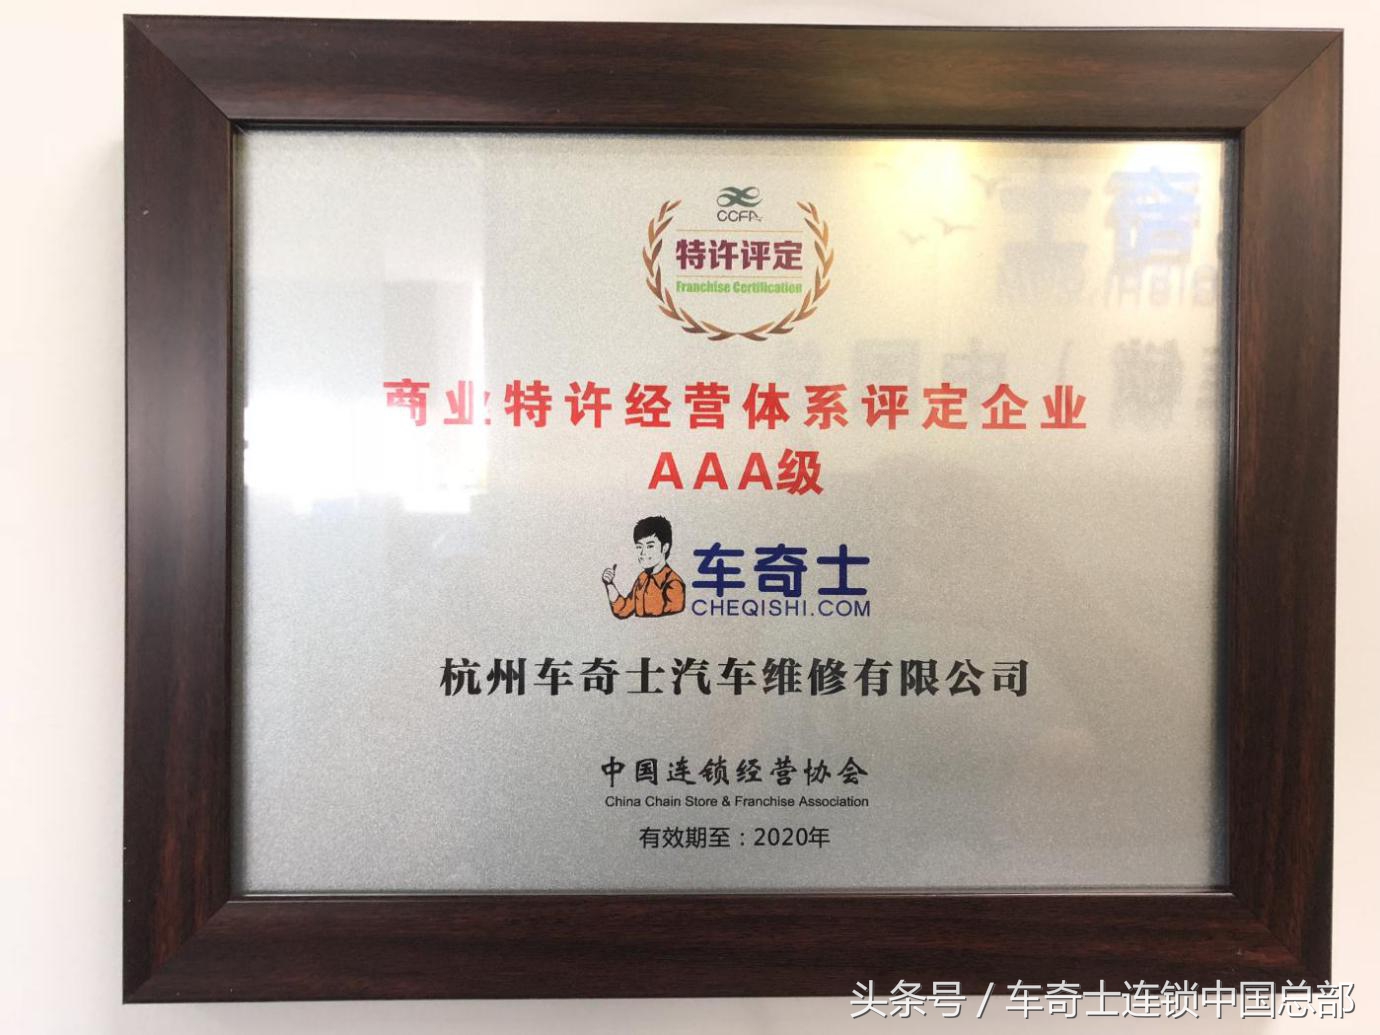 CCFA
特许评定
Franchise Certification
商业特许经营体系评定企业
AAA级
车奇士
CHEQISHI.COM
杭州车奇士汽车维修有限公司
中国连锁经营协会
China Chain Store & Franchise Association
有效期至：2020年
头条号 / 车奇士连锁中国总部